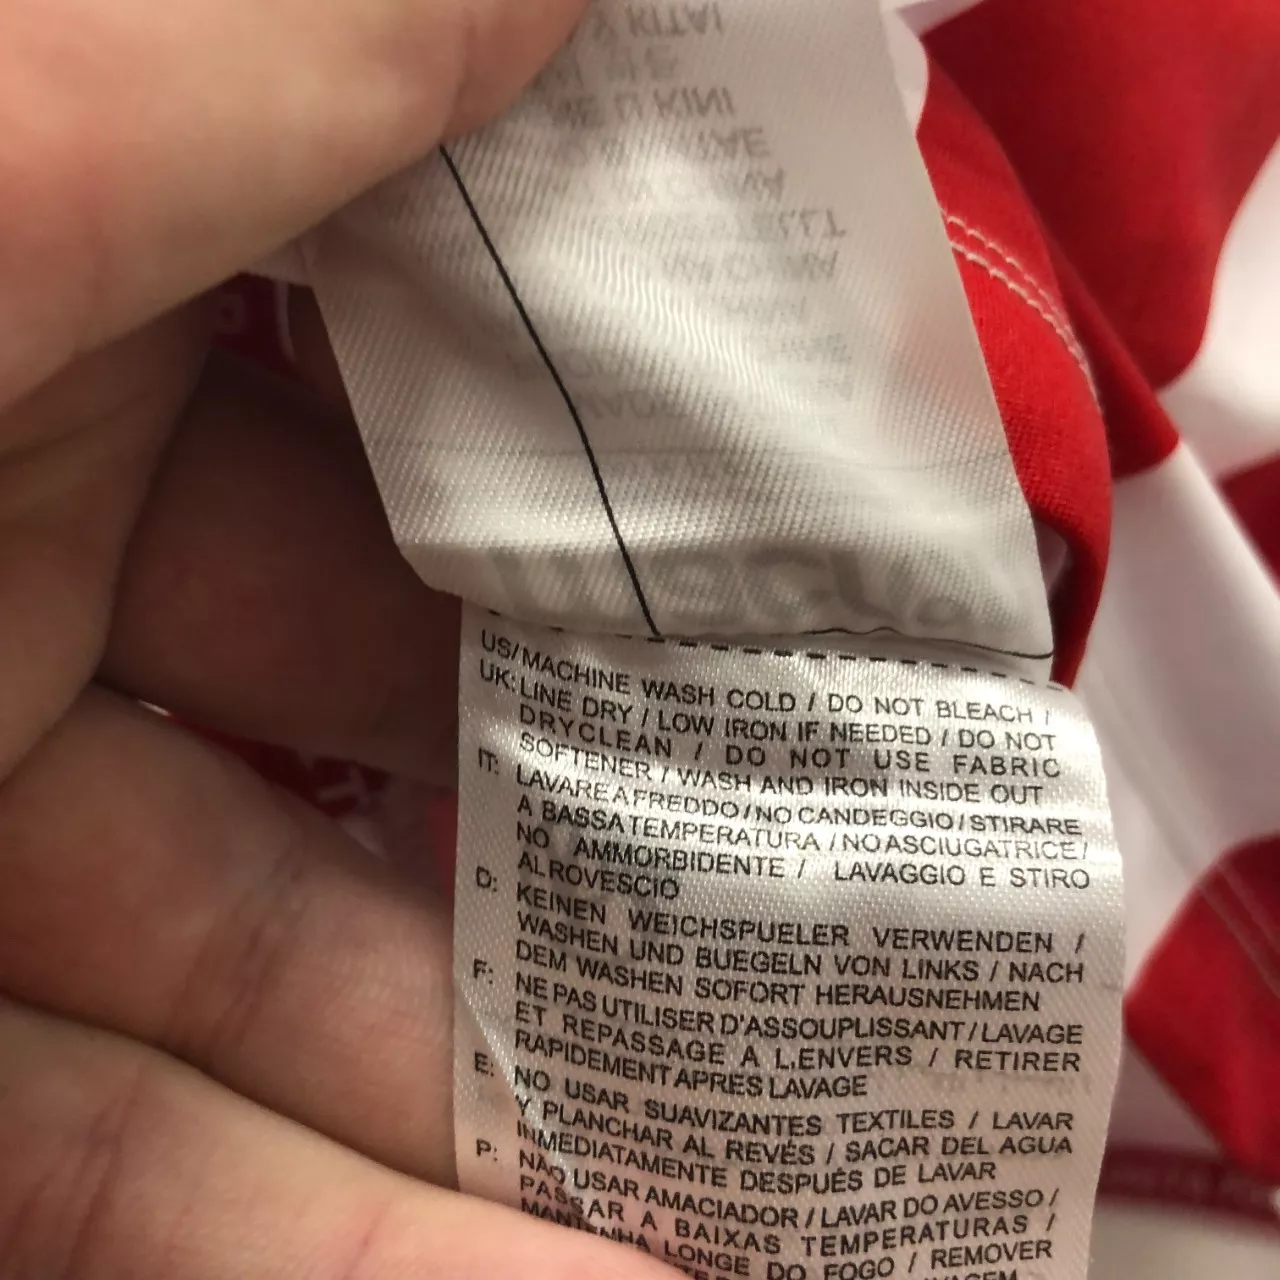 US/MACHINE WASH COLD / DO NOT BLEACH /
UK: LINE DRY / LOW IRON IF NEEDED / DO NOT
DRYCLEAN / DO NOT USE FABRIC
SOFTENER / WASH AND IRON INSIDE OUT
IT: LAVARE A FREDDO / NO CANDEGGIO / STIRARE
A BASSA TEMPERATURA / NO ASCIUGATRICE /
NO AMMORBIDENTE / LAVAGGIO E STIRO
AL ROVESCIO
D: KEINEN WEICHSPUELER VERWENDEN /
WASHEN UND BUEGELN VON LINKS / NACH
DEM WASHEN SOFORT HERAUSNEHMEN
F: NE PAS UTILISER D'ASSOUPLISSANT / LAVAGE
ET REPASSAGE A L,ENVERS / RETIRER
RAPIDEMENT APRES LAVAGE
E: NO USAR SUAVIZANTES TEXTILES / LAVAR
Y PLANCHAR AL REVÉS / SACAR DEL AGUA
INMEDIATAMENTE DESPUÉS DE LAVAR
P: NÃO USAR AMACIADOR / LAVAR DO AVESSO /
PASSAR A BAIXAS TEMPERATURAS /
MANTENHA LONGE DO FOGO / REMOVER